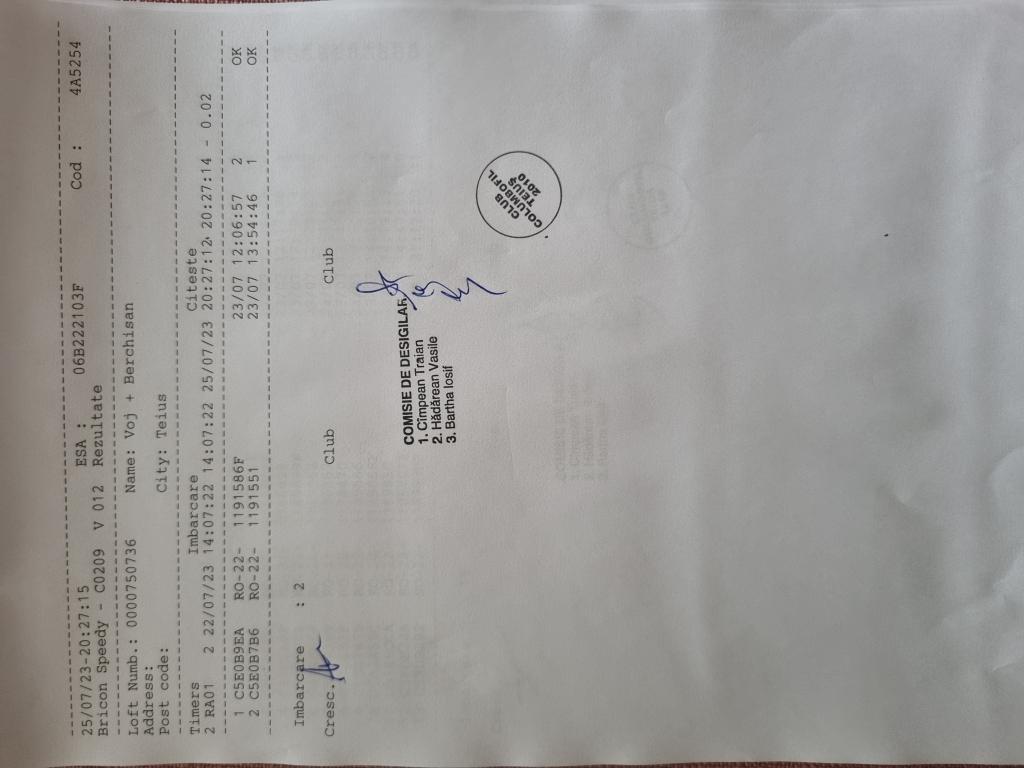 25/07/23-20:27:15 ESA : 06B222103F Cod : 4A5254
Bricon Speedy - C0209 V 012 Rezultate
Loft Numb.: 0000750736 Name: Voj + Berchisan
Address:
Post code: City: Teius
Timers Imbarcare Citeste
2 RA01 2 22/07/23 14:07:22 14:07:22 25/07/23 20:27:12 20:27:14 - 0.02
1 C5E0B9EA RO-22- 1191586F 23/07 12:06:57 2 OK
2 C5E0B7B6 RO-22- 1191551 23/07 13:54:46 1 OK
Imbarcare : 2
Cresc. Club Club
COMISIE DE DESIGILAR
1. Cîmpean Traian
2. Hădărean Vasile
3. Bartha Iosif
CLUB
COLUMBOFIL
TEIUȘ
2010